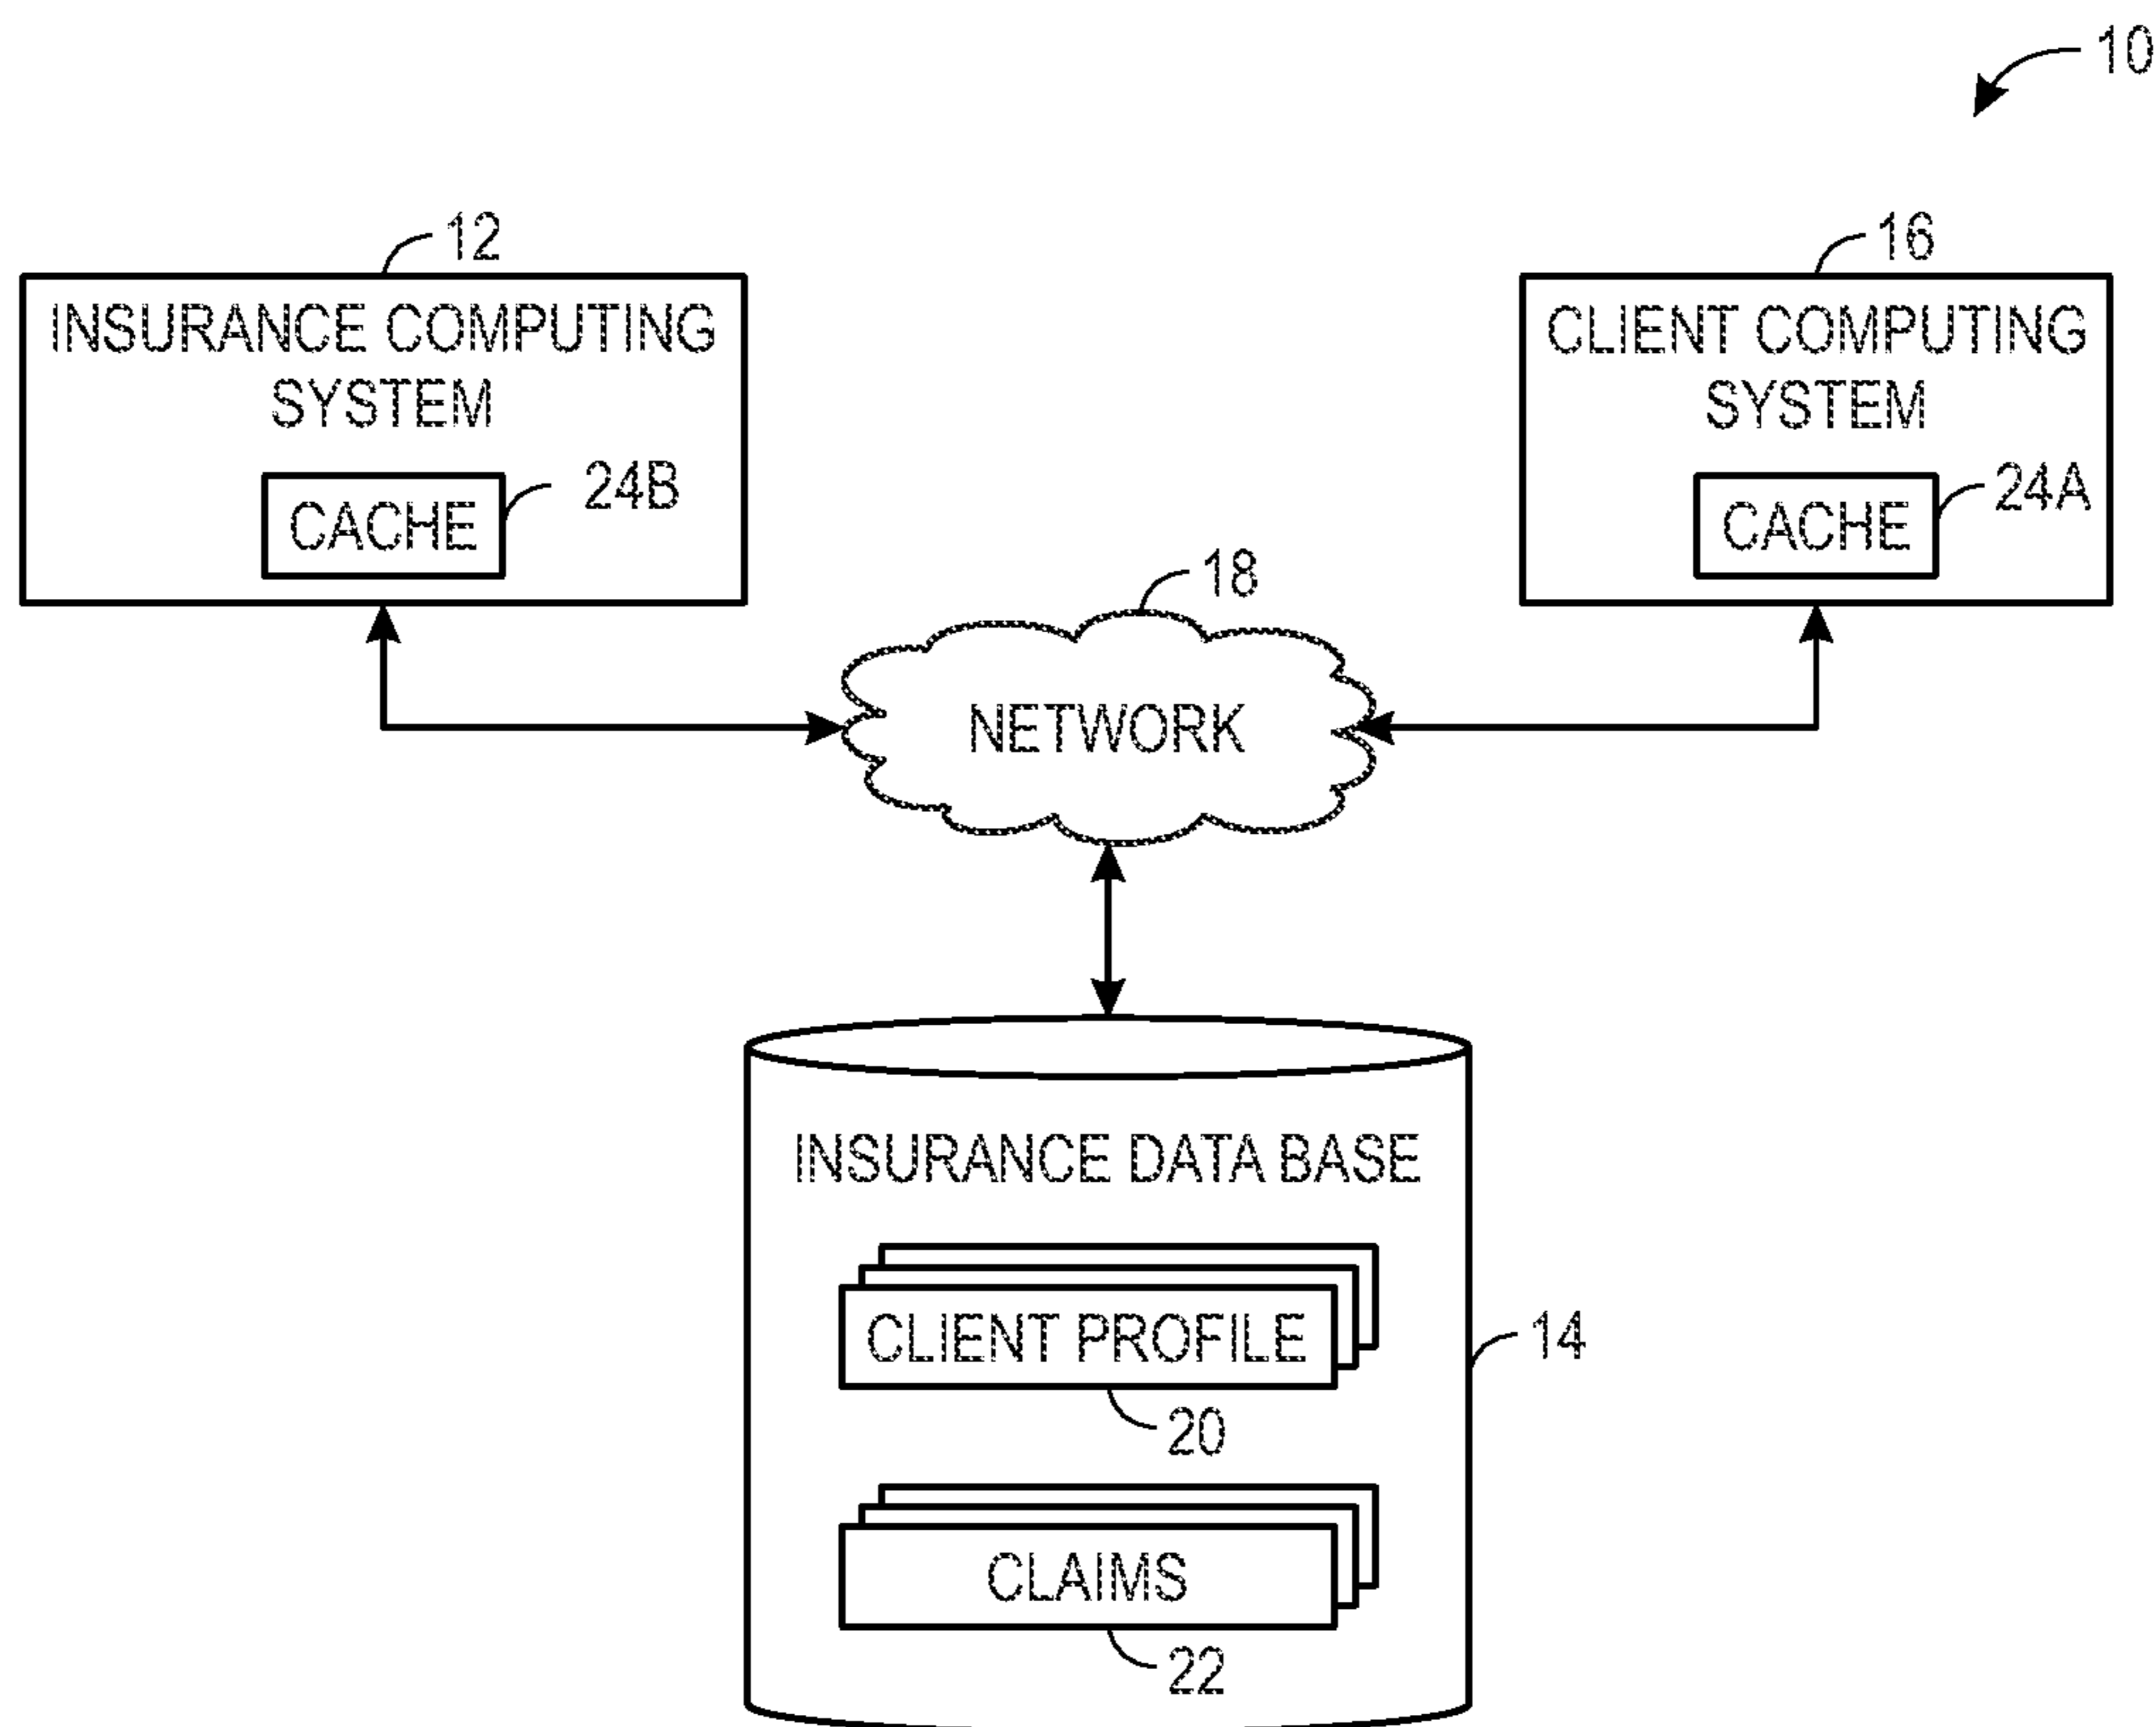 10
12
INSURANCE COMPUTING
SYSTEM
CACHE
24B
16
CLIENT COMPUTING
SYSTEM
CACHE
24A
18
NETWORK
INSURANCE DATA BASE
CLIENT PROFILE
20
CLAIMS
22
14